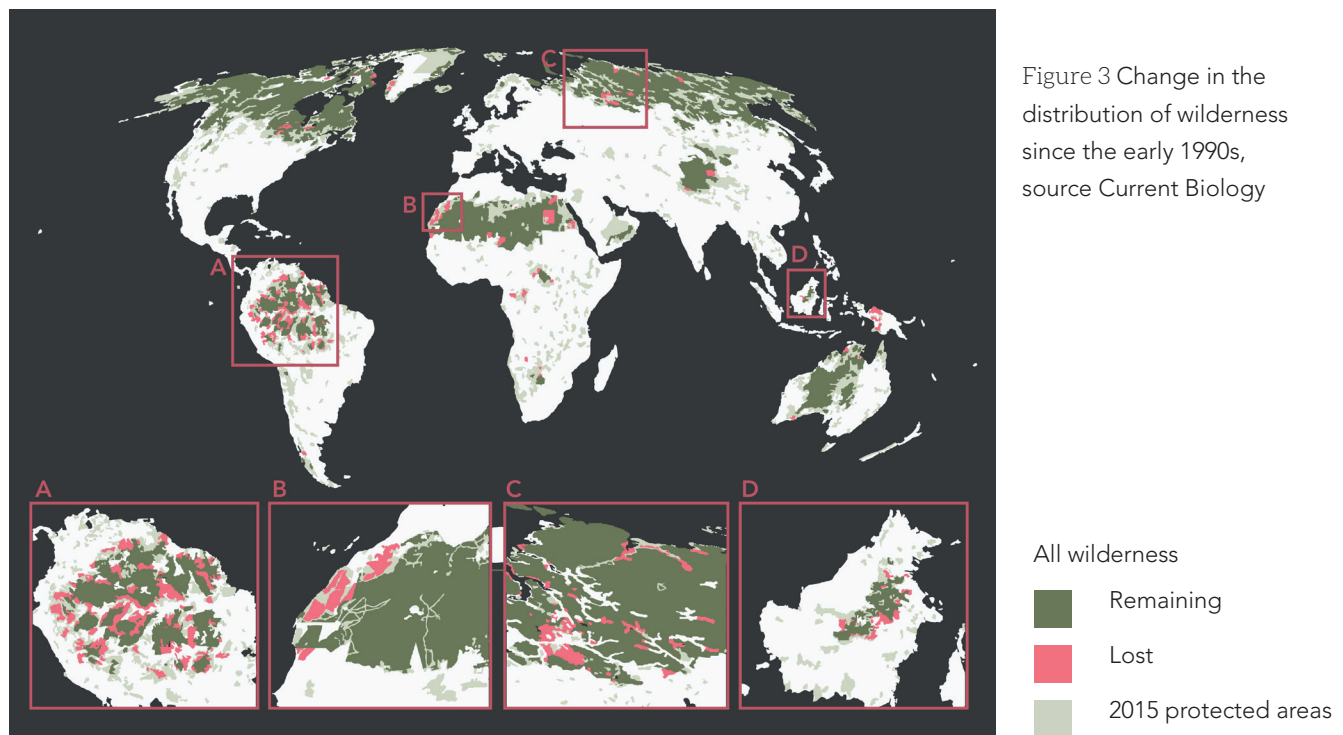 C
B
A
D
A
B
C
D
Figure 3 Change in the
distribution of wilderness
since the early 1990s,
source Current Biology
All wilderness
Remaining
Lost
2015 protected areas